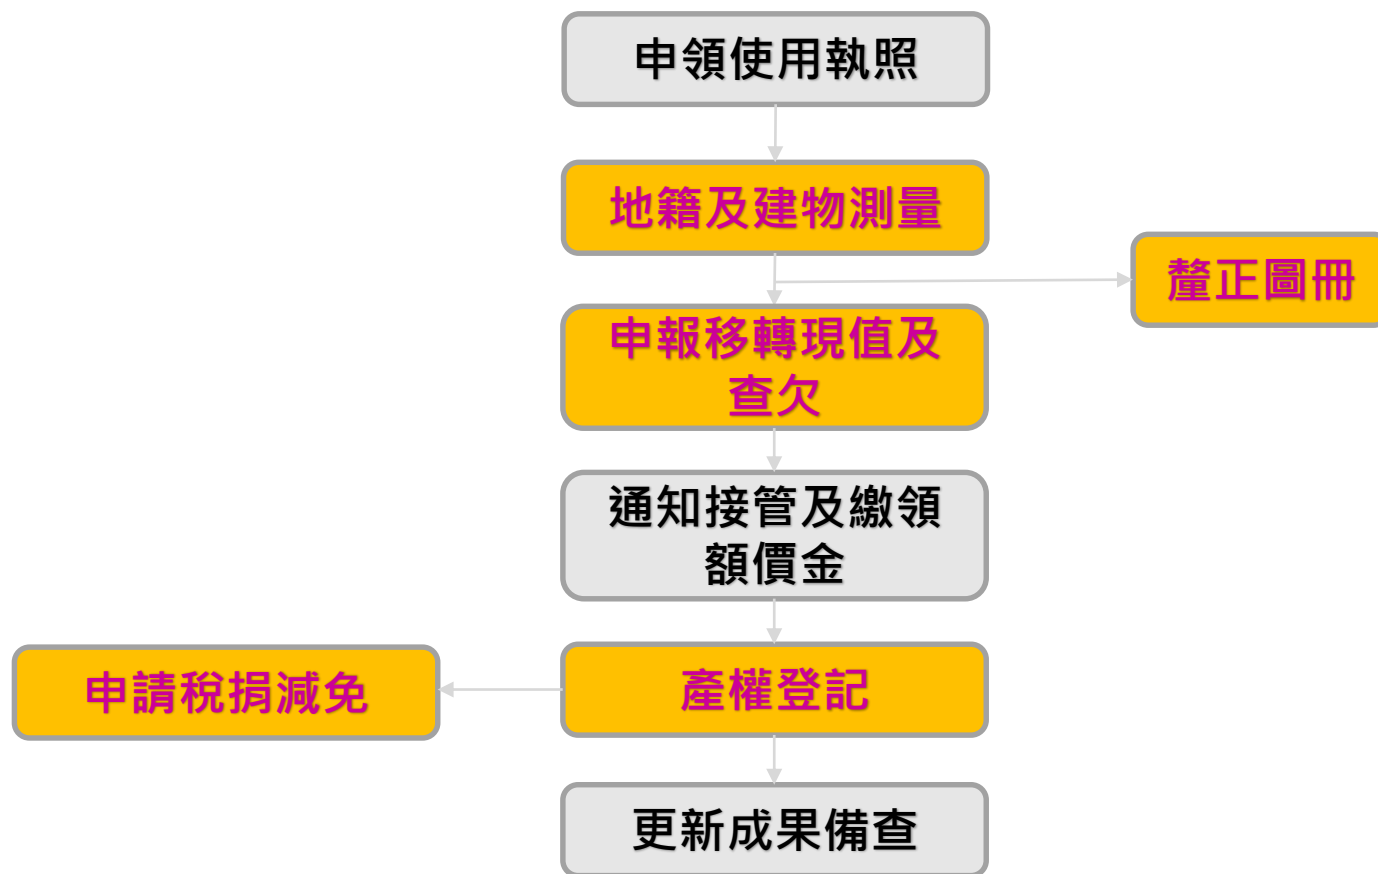 申領使用執照
地籍及建物測量
釐正圖冊
申報移轉現值及
查欠
通知接管及繳領
額價金
申請稅捐減免
產權登記
更新成果備查